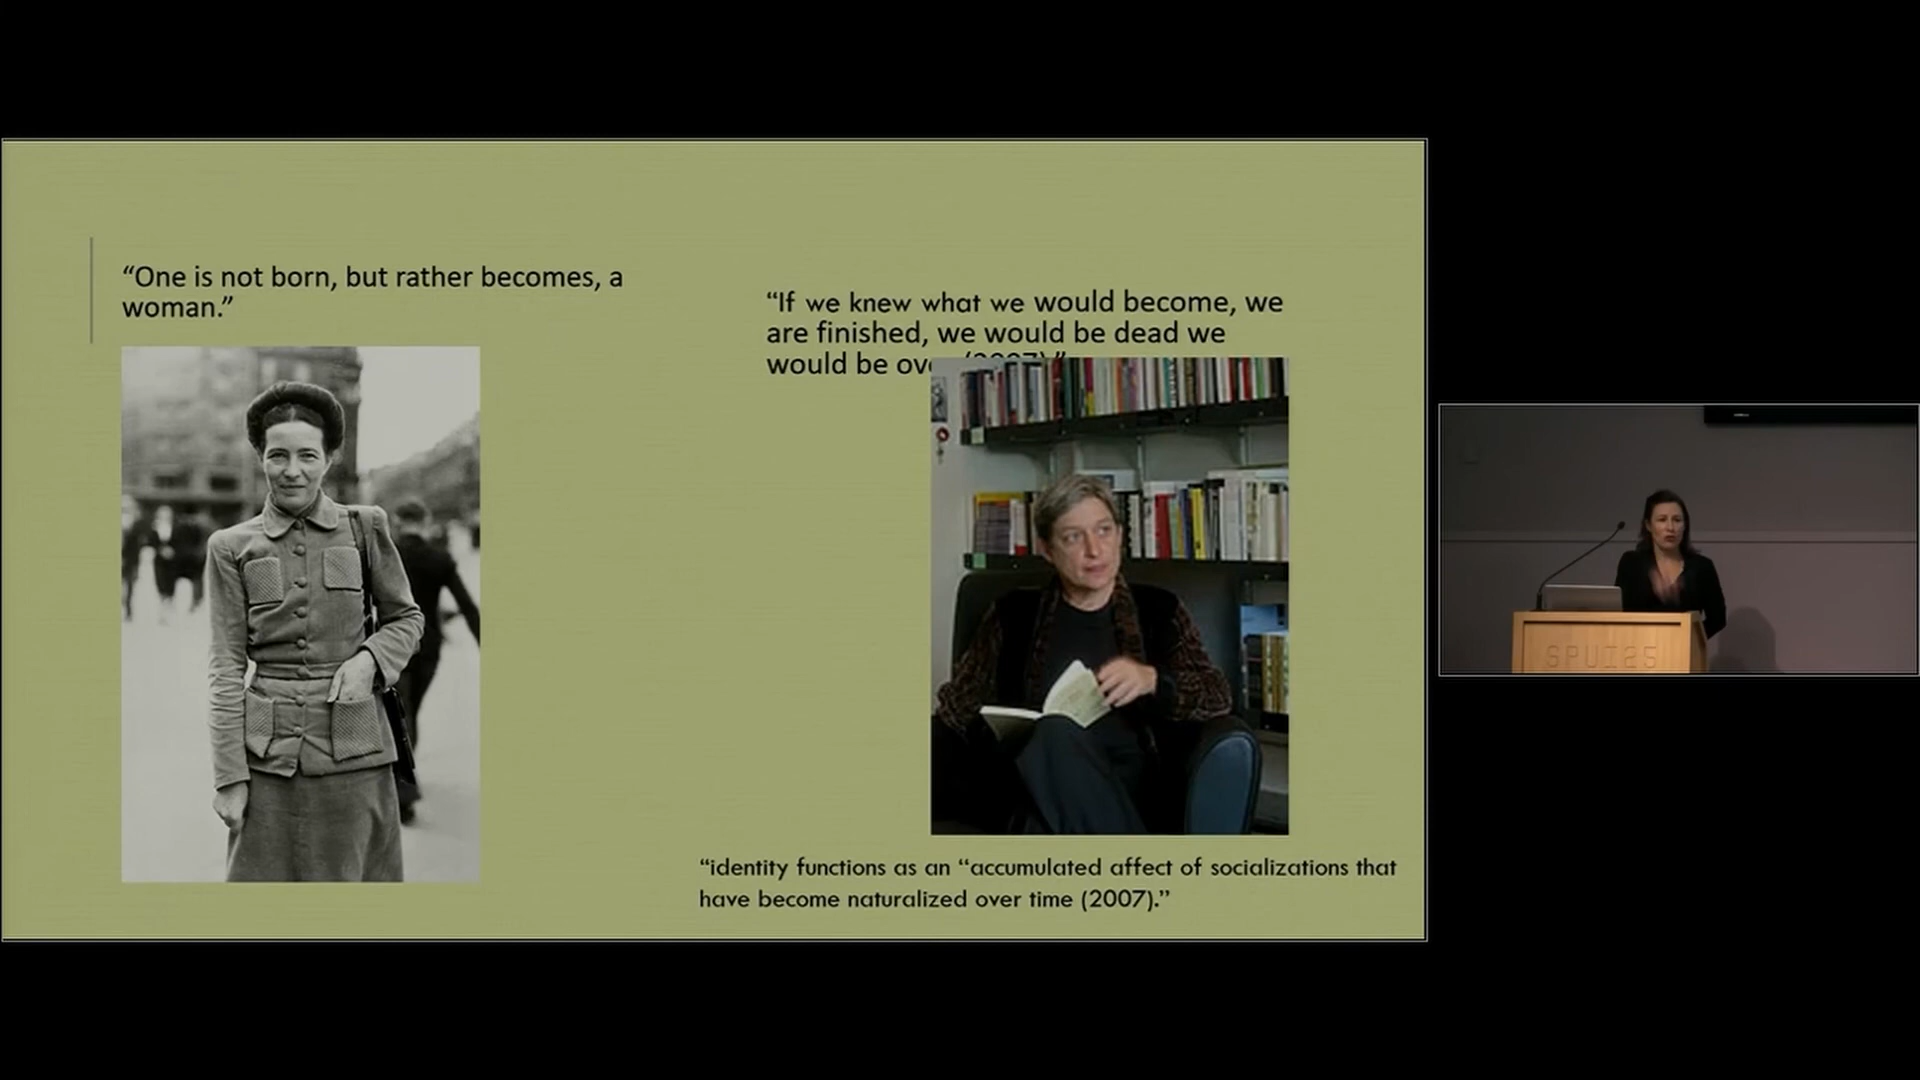 “One is not born, but rather becomes, a
woman.”
“If we knew what we would become, we
are finished, we would be dead we
would be (2007).”
“identity functions as an “accumulated affect of socializations that
have become naturalized over time (2007).”
SPUI25